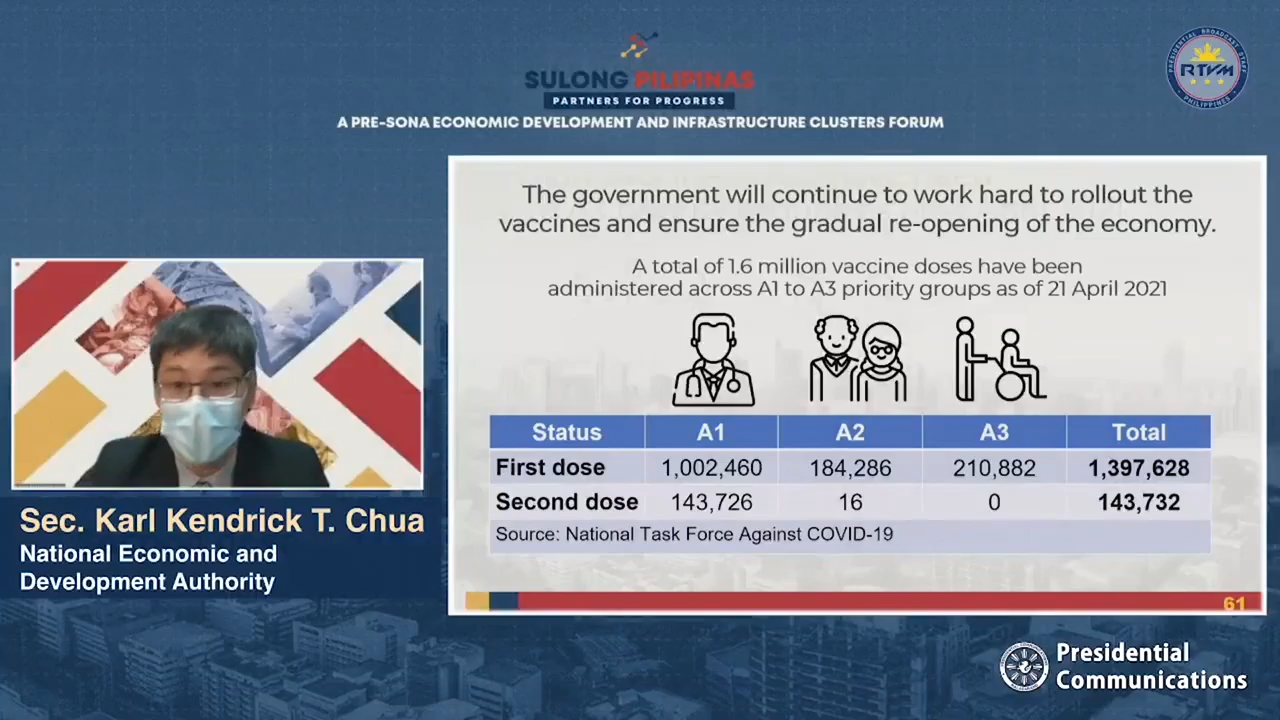 SULONG PILIPINAS
PARTNERS FOR PROGRESS
A PRE-SONA ECONOMIC DEVELOPMENT AND INFRASTRUCTURE CLUSTERS FORUM
PRESIDENTIAL BROADCAST STAFF
RTVM
PHILIPPINES
The government will continue to work hard to rollout the
vaccines and ensure the gradual re-opening of the economy.
A total of 1.6 million vaccine doses have been
administered across A1 to A3 priority groups as of 21 April 2021
Status A1 A2 A3 Total
First dose 1,002,460 184,286 210,882 1,397,628
Second dose 143,726 16 0 143,732
Source: National Task Force Against COVID-19
61
Sec. Karl Kendrick T. Chua
National Economic and
Development Authority
Presidential
Communications